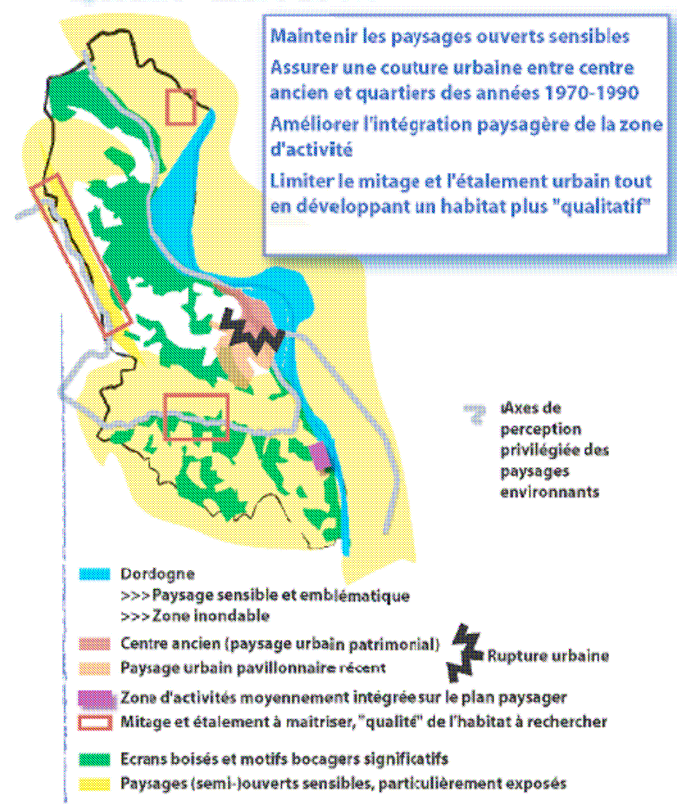 Maintenir les paysages ouverts sensibles
Assurer une couture urbaine entre centre
ancien et quartiers des années 1970-1990
Améliorer l'intégration paysagère de la zone
d'activité
Limiter le mitage et l'étalement urbain tout
en développant un habitat plus "qualitatif"
Axes de
perception
privilégiée des
paysages
environnants
Dordogne
>>>Paysage sensible et emblématique
>>>Zone inondable
Centre ancien (paysage urbain patrimonial)
Rupture urbaine
Paysage urbain pavillonnaire récent
Zone d'activités moyennement intégrée sur le plan paysager
Mitage et étalement à maîtriser, "qualité" de l'habitat à rechercher
Ecrans boisés et motifs bocagers significatifs
Paysages (semi-)ouverts sensibles, particulièrement exposés